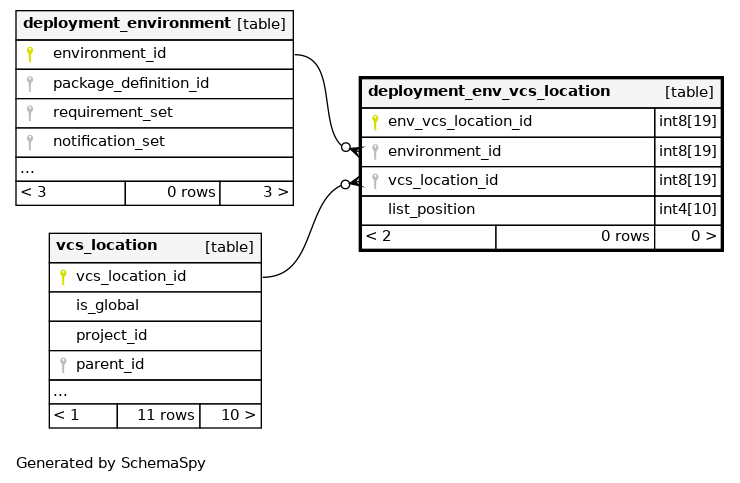 deployment_environment [table]
environment_id
package_definition_id
requirement_set
notification_set
...
< 3 0 rows 3 >
deployment_env_vcs_location [table]
env_vcs_location_id int8[19]
environment_id int8[19]
vcs_location_id int8[19]
list_position int4[10]
< 2 0 rows 0 >
vcs_location [table]
vcs_location_id
is_global
project_id
parent_id
...
< 1 11 rows 10 >
Generated by SchemaSpy